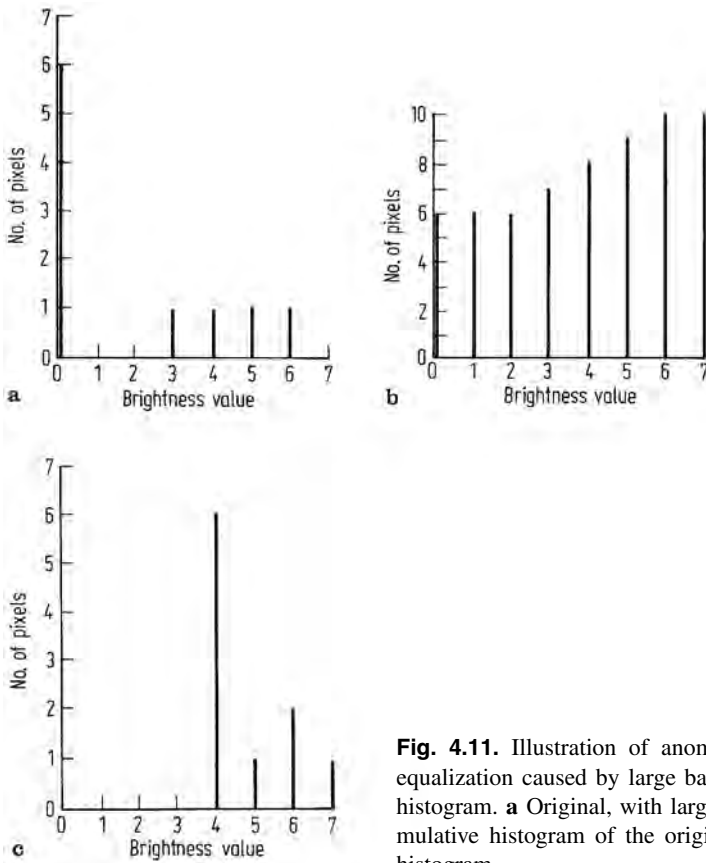 7
6
5
4
3
2
1
0
No. of pixels
0 1 2 3 4 5 6 7
a Brightness value
10
8
6
4
2
0
No. of pixels
0 1 2 3 4 5 6 7
b Brightness value
7
6
5
4
3
2
1
0
No. of pixels
0 1 2 3 4 5 6 7
c Brightness value
Fig. 4.11. Illustration of anom
equalization caused by large ba
histogram. a Original, with larg
mulative histogram of the origi